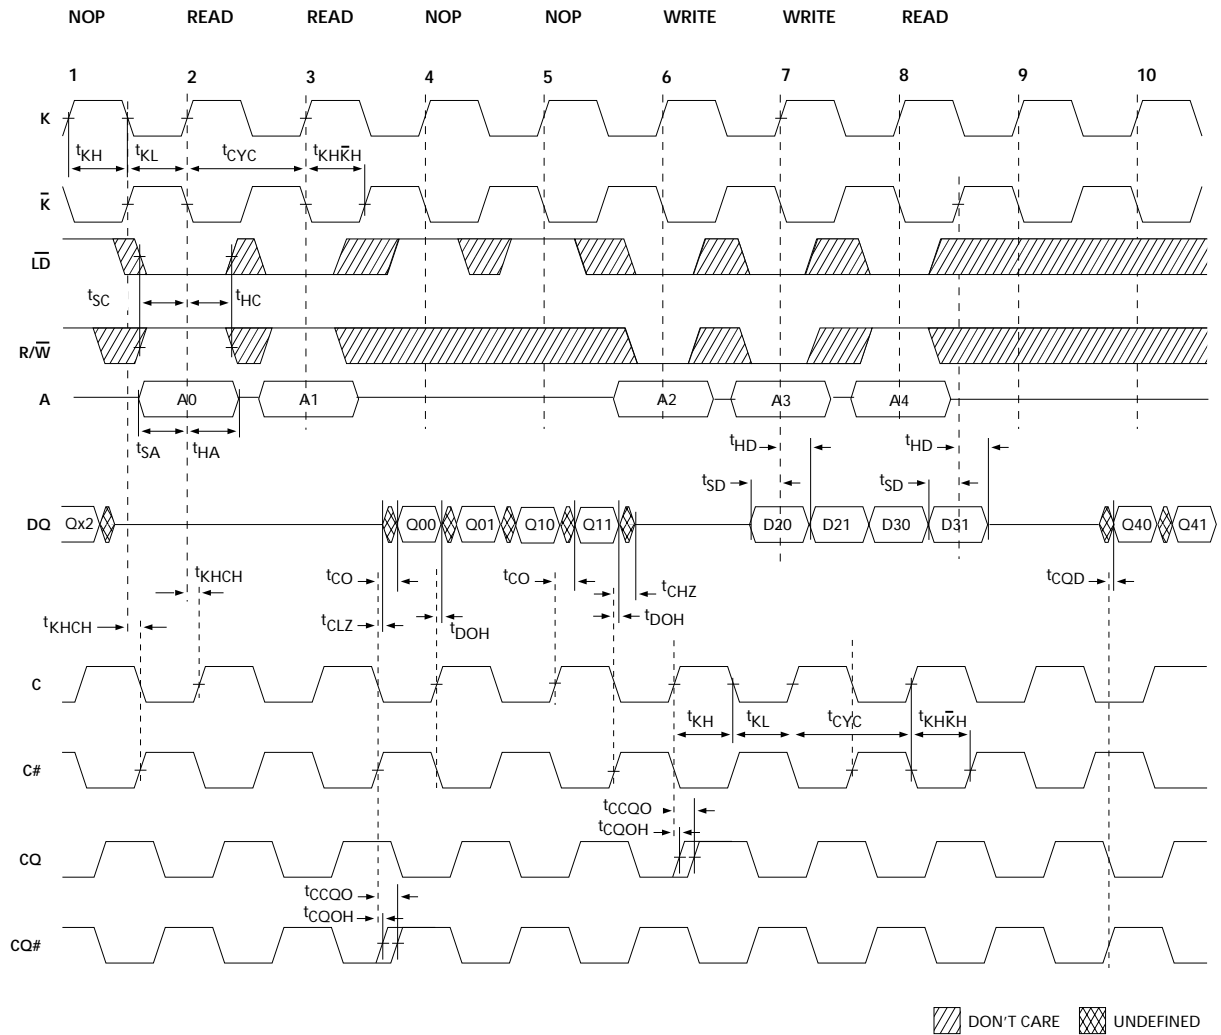 NOP READ READ NOP NOP WRITE WRITE READ
1 2 3 4 5 6 7 8 9 10
K
tKH tKL tCYC tKHK̅H
K̅
L̅D̅
tSC tHC
R/W̅
A A0 A1 A2 A3 A4
tSA tHA tHD tHD
tSD tSD
DQ Qx2 Q00 Q01 Q10 Q11 D20 D21 D30 D31 Q40 Q41
tKHCH tCO tCO tCHZ tCQD
tKHCH tCLZ tDOH tDOH
C
tKH tKL tCYC tKHK̅H
C#
tCCQO
tCQOH
CQ
tCCQO
tCQOH
CQ#
DON'T CARE UNDEFINED